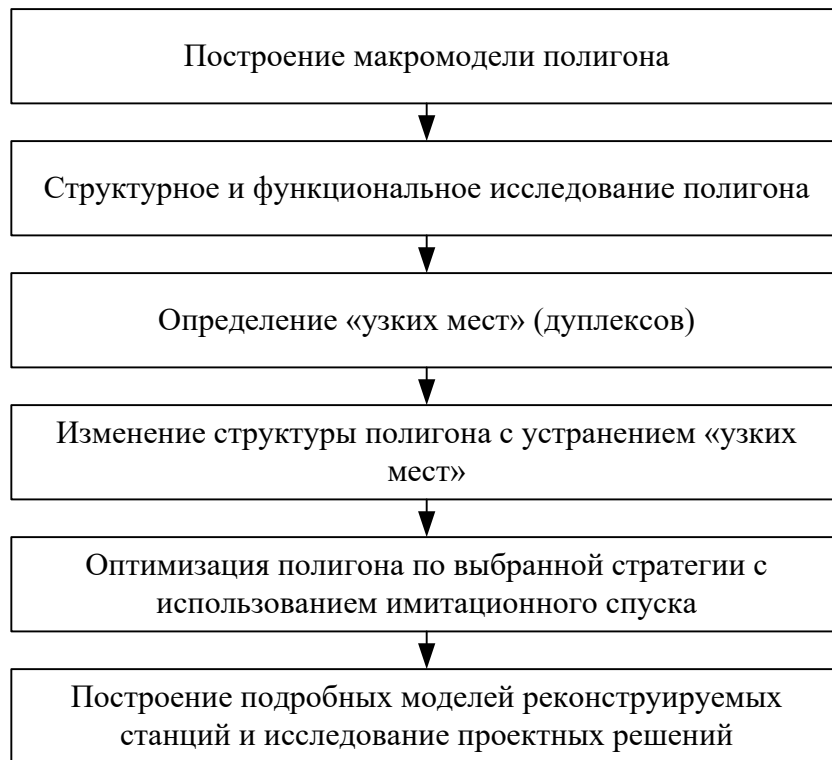 Построение макромодели полигона
Структурное и функциональное исследование полигона
Определение «узких мест» (дуплексов)
Изменение структуры полигона с устранением «узких
мест»
Оптимизация полигона по выбранной стратегии с
использованием имитационного спуска
Построение подробных моделей реконструируемых
станций и исследование проектных решений